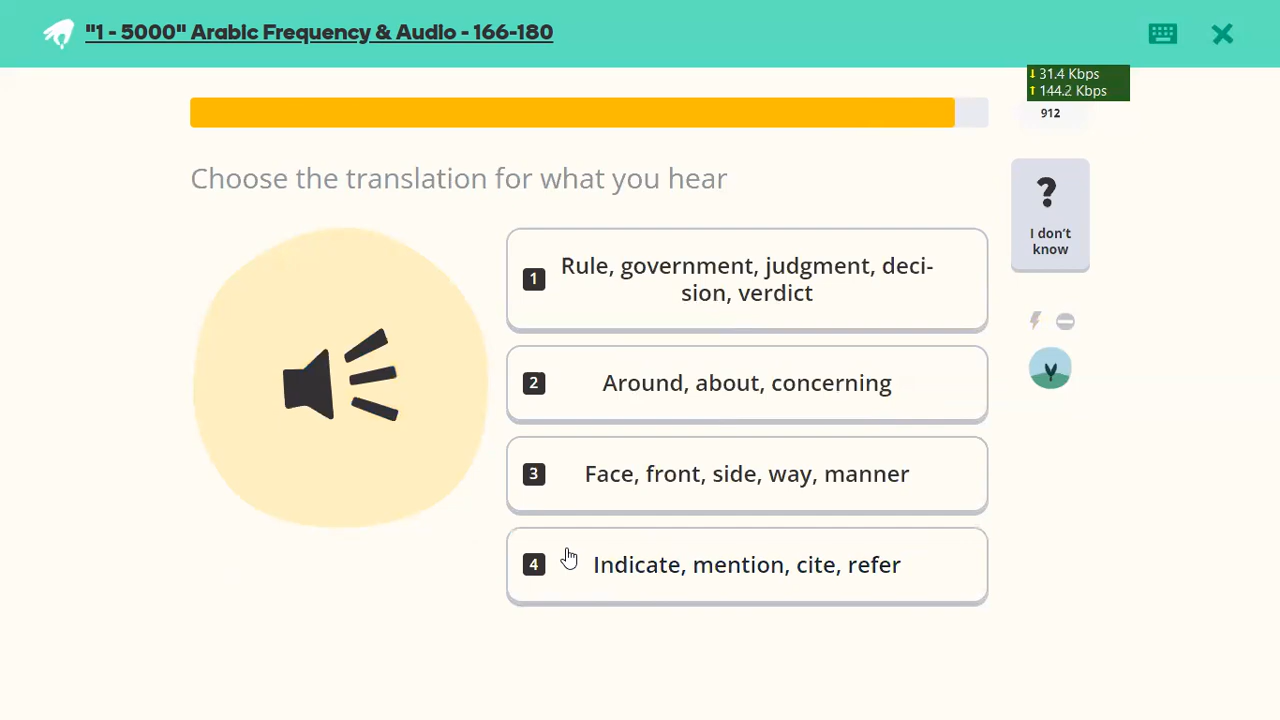 "1 - 5000" Arabic Frequency & Audio - 166-180
↓ 31.4 Kbps
↑ 144.2 Kbps
912
Choose the translation for what you hear
?
I don't
know
1
Rule, government, judgment, deci-
sion, verdict
2
Around, about, concerning
3
Face, front, side, way, manner
4
Indicate, mention, cite, refer